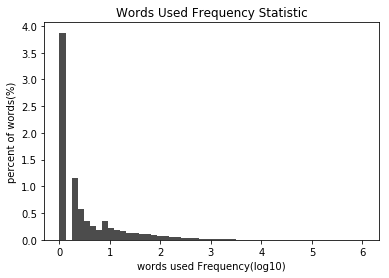 Words Used Frequency Statistic
percent of words(%)
4.0
3.5
3.0
2.5
2.0
1.5
1.0
0.5
0.0
0 1 2 3 4 5 6
words used Frequency(log10)